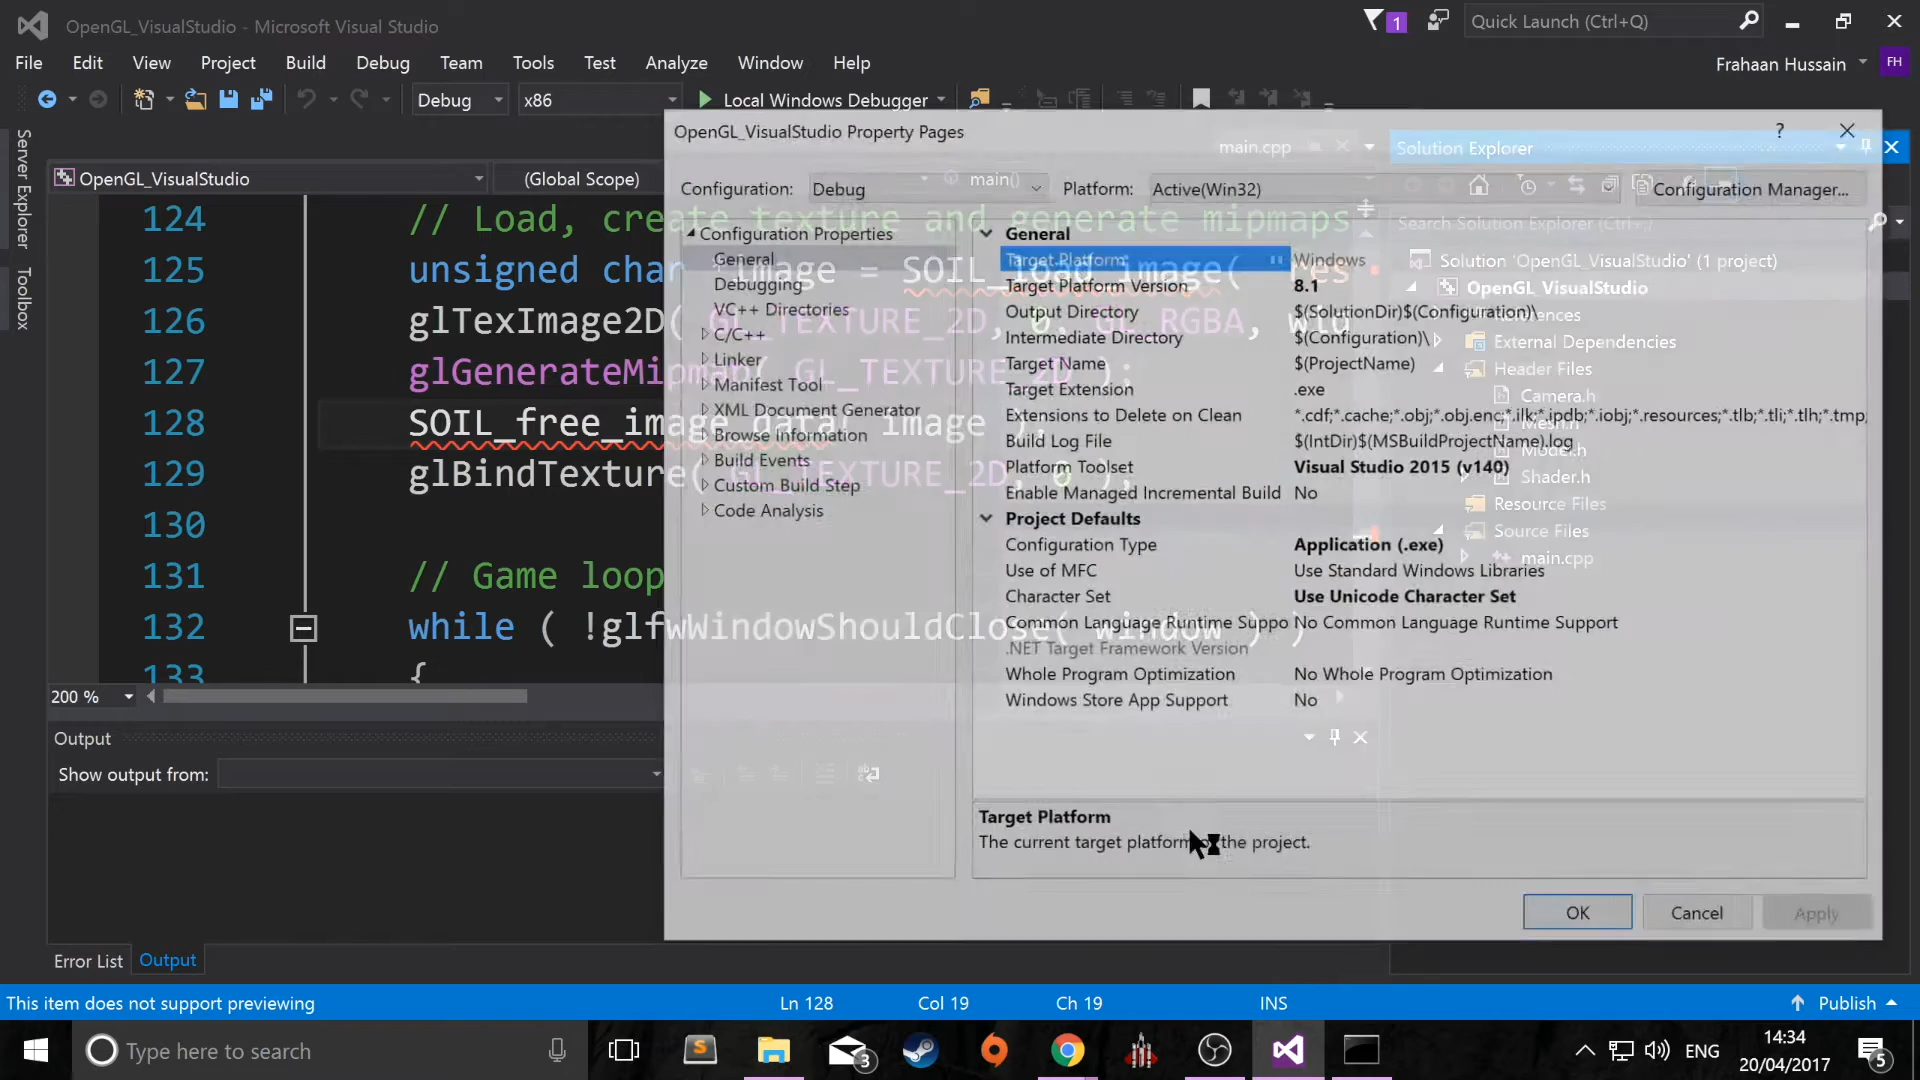 OpenGL_VisualStudio - Microsoft Visual Studio
1
Quick Launch (Ctrl+Q)
File Edit View Project Build Debug Team Tools Test Analyze Window Help
Frahaan Hussain FH
Debug x86 Local Windows Debugger
Server Explorer
Toolbox
OpenGL_VisualStudio (Global Scope)
main.cpp
main()
124 // Load, create texture and generate mipmaps
125 unsigned char image = SOIL_load_image( res
126 glTexImage2D( GL_TEXTURE_2D, 0, GL_RGBA, wid
127 glGenerateMipmap( GL_TEXTURE_2D );
128 SOIL_free_image_data( image );
129 glBindTexture( GL_TEXTURE_2D, 0 );
130
131 // Game loop
132 while ( !glfwWindowShouldClose( window ) )
133 {
200 %
Output
Show output from:
Error List Output
OpenGL_VisualStudio Property Pages
?
Configuration: Debug Platform: Active(Win32) Configuration Manager...
Configuration Properties
General
Debugging
VC++ Directories
C/C++
Linker
Manifest Tool
XML Document Generator
Browse Information
Build Events
Custom Build Step
Code Analysis
General
Target Platform Windows
Target Platform Version 8.1
Output Directory $(SolutionDir)$(Configuration)\
Intermediate Directory $(Configuration)\
Target Name $(ProjectName)
Target Extension .exe
Extensions to Delete on Clean *.cdf;*.cache;*.obj;*.obj.enc;*.ilk;*.ipdb;*.iobj;*.resources;*.tlb;*.tli;*.tlh;*.tmp;
Build Log File $(IntDir)$(MSBuildProjectName).log
Platform Toolset Visual Studio 2015 (v140)
Enable Managed Incremental Build No
Project Defaults
Configuration Type Application (.exe)
Use of MFC Use Standard Windows Libraries
Character Set Use Unicode Character Set
Common Language Runtime Suppo No Common Language Runtime Support
.NET Target Framework Version
Whole Program Optimization No Whole Program Optimization
Windows Store App Support No
Target Platform
The current target platform of the project.
OK Cancel Apply
Solution Explorer
Search Solution Explorer (Ctrl+;)
Solution 'OpenGL_VisualStudio' (1 project)
OpenGL_VisualStudio
References
External Dependencies
Header Files
Camera.h
Mesh.h
Model.h
Shader.h
Resource Files
Source Files
main.cpp
This item does not support previewing Ln 128 Col 19 Ch 19 INS Publish
Type here to search
3
ENG
14:34
20/04/2017
5